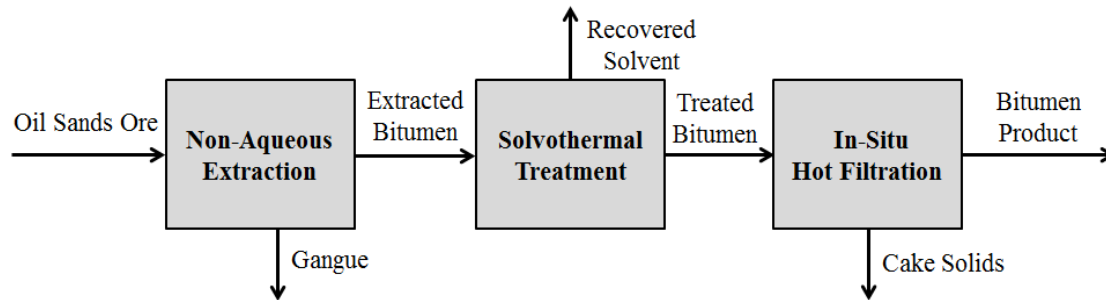 Recovered
Solvent
Oil Sands Ore
Non-Aqueous
Extraction
Extracted
Bitumen
Solvothermal
Treatment
Treated
Bitumen
In-Situ
Hot Filtration
Bitumen
Product
Gangue
Cake Solids